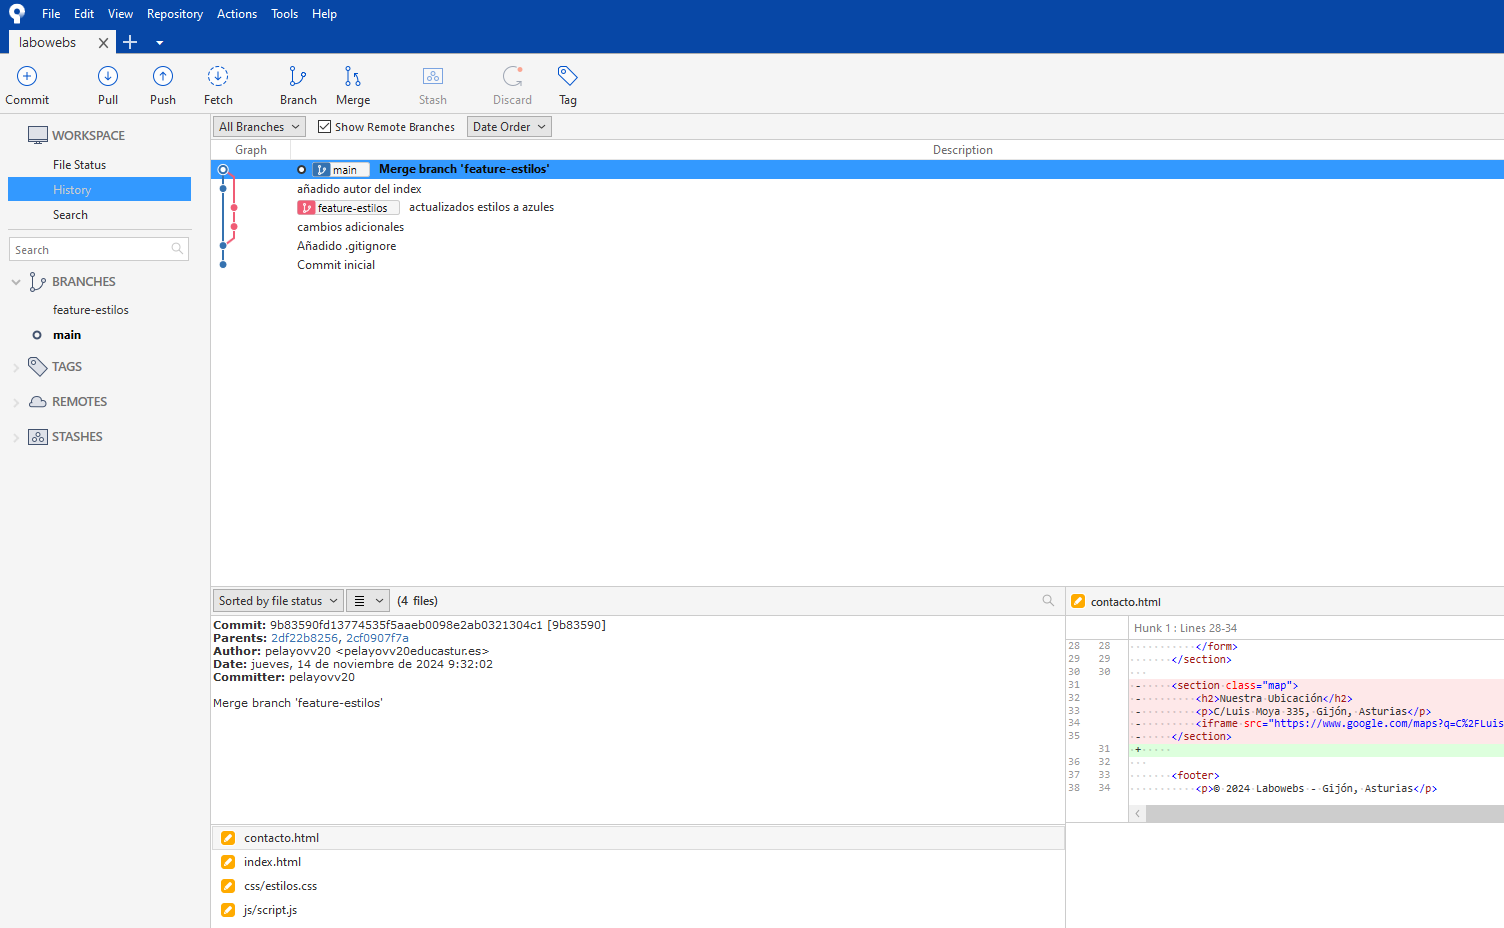 File Edit View Repository Actions Tools Help
labowebs
Commit Pull Push Fetch Branch Merge Stash Discard Tag
WORKSPACE
File Status
History
Search
Search
BRANCHES
feature-estilos
main
TAGS
REMOTES
STASHES
All Branches Show Remote Branches Date Order
Graph Description
main Merge branch 'feature-estilos'
añadido autor del index
feature-estilos actualizados estilos a azules
cambios adicionales
Añadido .gitignore
Commit inicial
Sorted by file status (4 files)
Commit: 9b83590fd13774535f5aaeb0098e2ab0321304c1 [9b83590]
Parents: 2df22b8256, 2cf0907f7a
Author: pelayovv20 <pelayovv20educastur.es>
Date: jueves, 14 de noviembre de 2024 9:32:02
Committer: pelayovv20
Merge branch 'feature-estilos'
contacto.html
index.html
css/estilos.css
js/script.js
contacto.html
Hunk 1 : Lines 28-34
28 28 </form>
29 29 </section>
30 30
31 - <section class="map">
32 - <h2>Nuestra Ubicación</h2>
33 - <p>C/Luis Moya 335, Gijón, Asturias</p>
34 - <iframe src="https://www.google.com/maps?q=C%2FLuis
35 - </section>
31 +
36 32
37 33 <footer>
38 34 <p>© 2024 Labowebs - Gijón, Asturias</p>